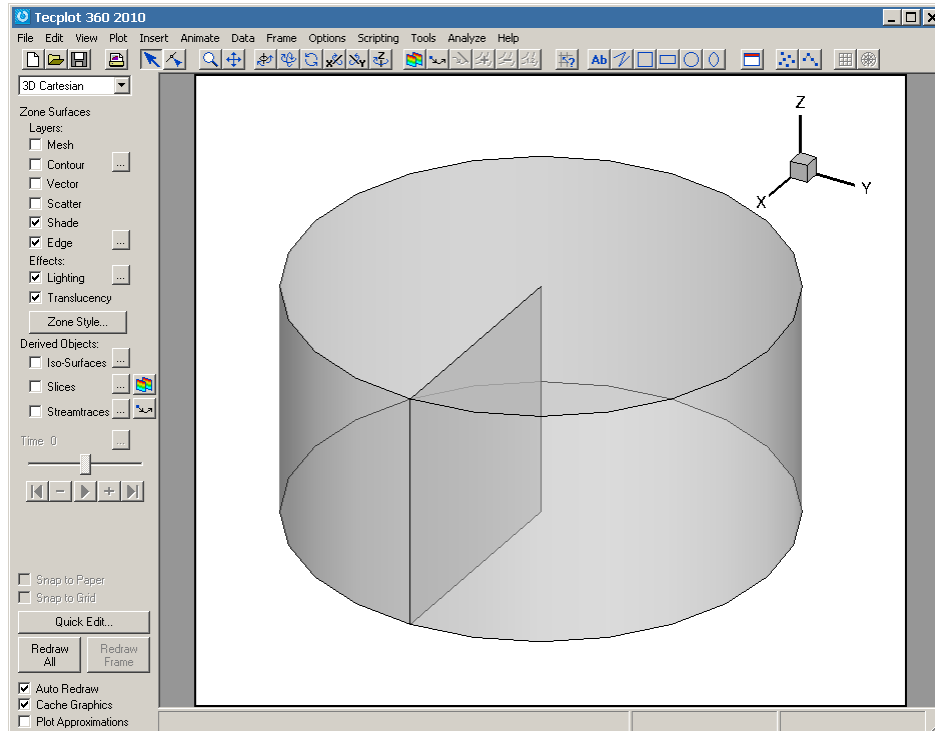 Tecplot 360 2010
File Edit View Plot Insert Animate Data Frame Options Scripting Tools Analyze Help
Ab
3D Cartesian
Zone Surfaces
Layers:
Mesh
Contour ...
Vector
Scatter
Shade
Edge ...
Effects:
Lighting ...
Translucency
Zone Style...
Derived Objects:
Iso-Surfaces ...
Slices ...
Streamtraces ...
Time 0 ...
Snap to Paper
Snap to Grid
Quick Edit...
Redraw All
Redraw Frame
Auto Redraw
Cache Graphics
Plot Approximations
Z
X
Y